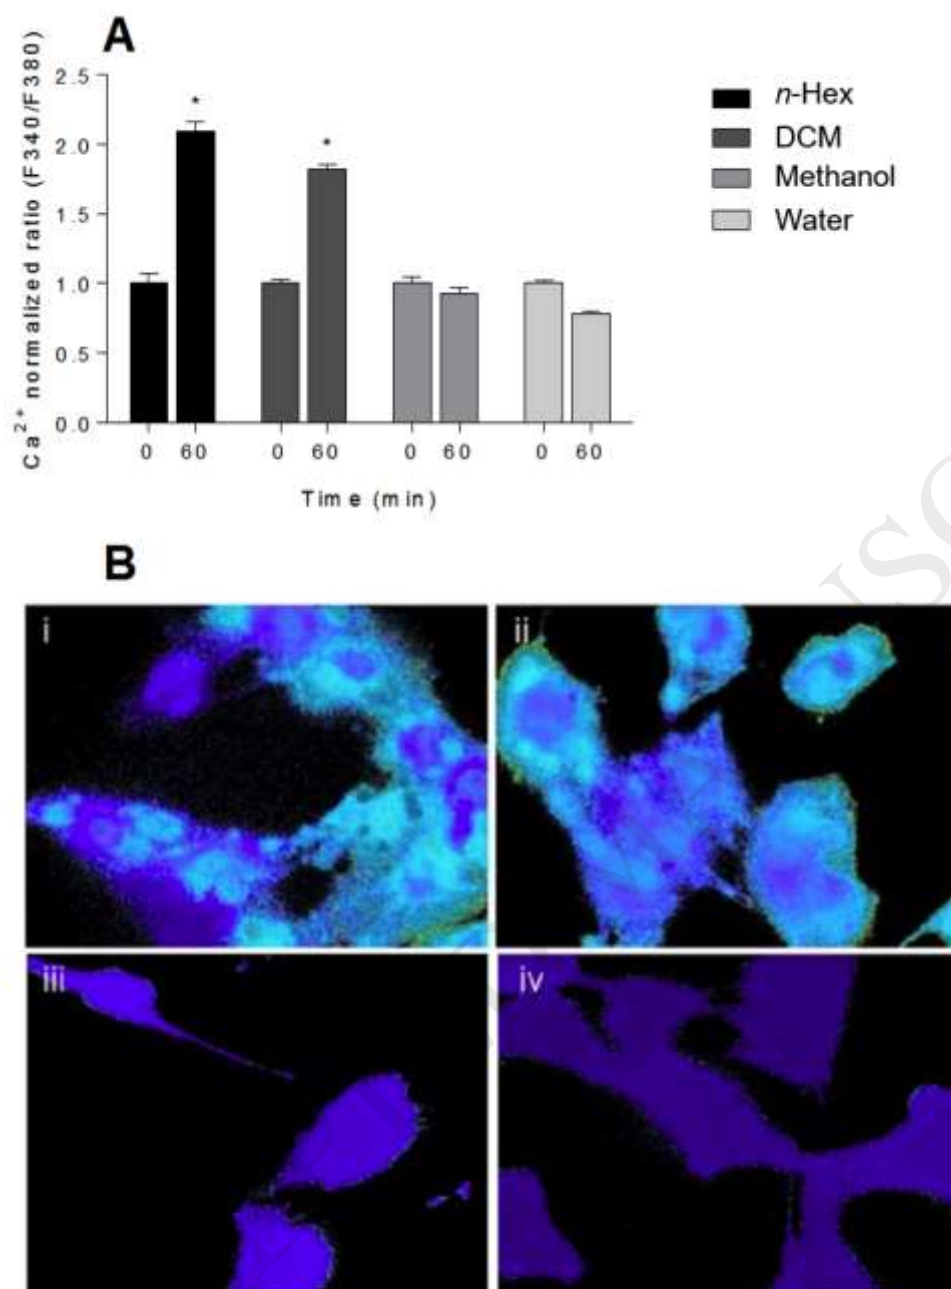 A
Ca2+ normalized ratio (F340/F380)
2.5
2.0
1.5
1.0
0.5
0.0
*
*
0 60 0 60 0 60 0 60
Time (min)
n-Hex
DCM
Methanol
Water
B
i
ii
iii
iv